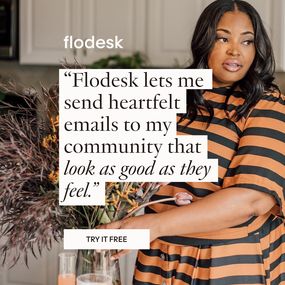 flodesk
“Flodesk lets me
send heartfelt
emails to my
community that
look as good as they
feel.”
TRY IT FREE